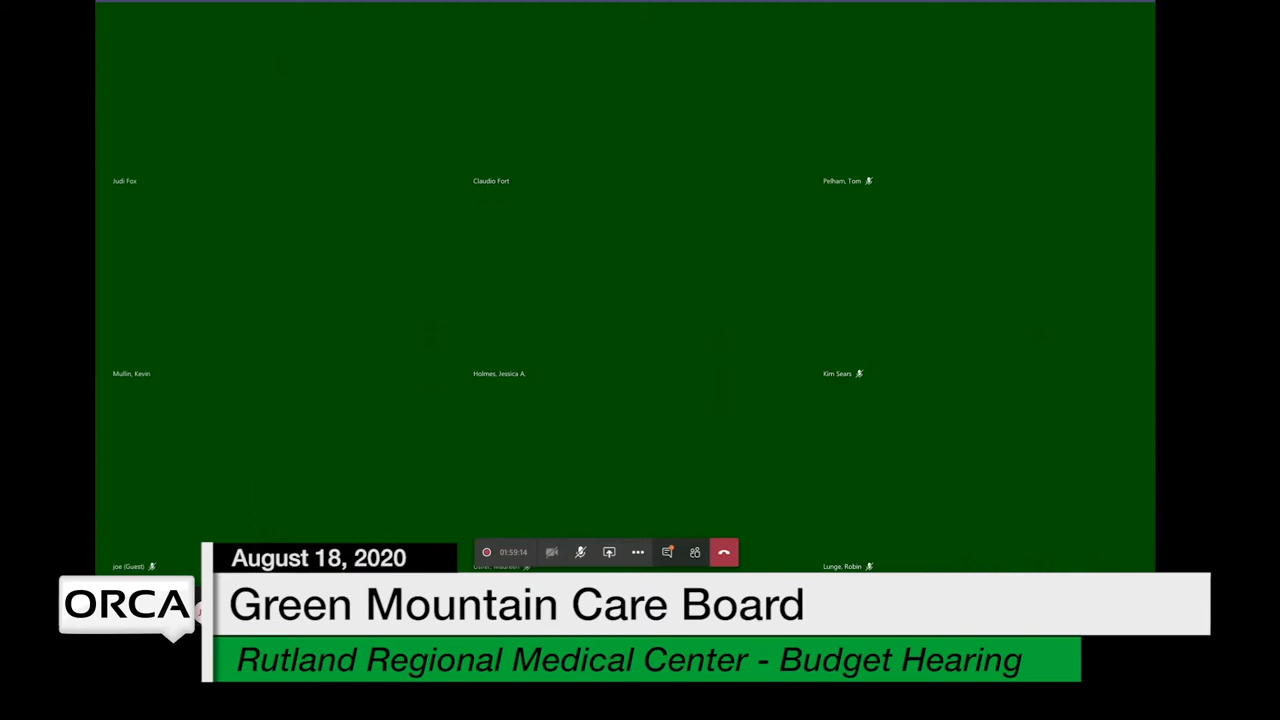 Judi Fox
Claudio Fort
Pelham, Tom
Mullin, Kevin
Holmes, Jessica A.
Kim Sears
joe (Guest)
Lunge, Robin
01:59:14
August 18, 2020
ORCA
Green Mountain Care Board
Rutland Regional Medical Center - Budget Hearing